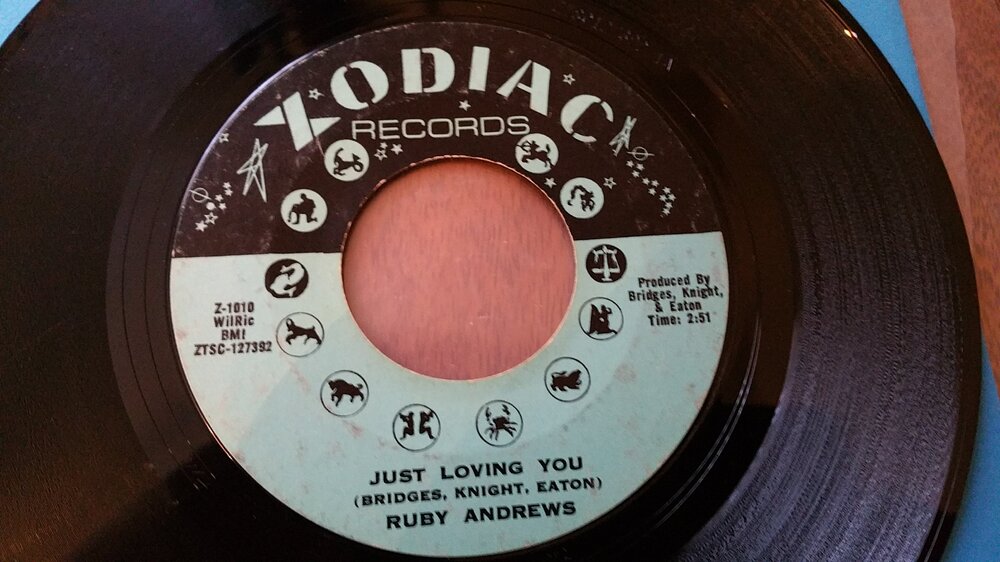 ZODIAC
RECORDS
Z-1010
WilRic
BMI
ZTSC-127392
Produced By
Bridges, Knight,
& Eaton
Time: 2:51
JUST LOVING YOU
(BRIDGES, KNIGHT, EATON)
RUBY ANDREWS